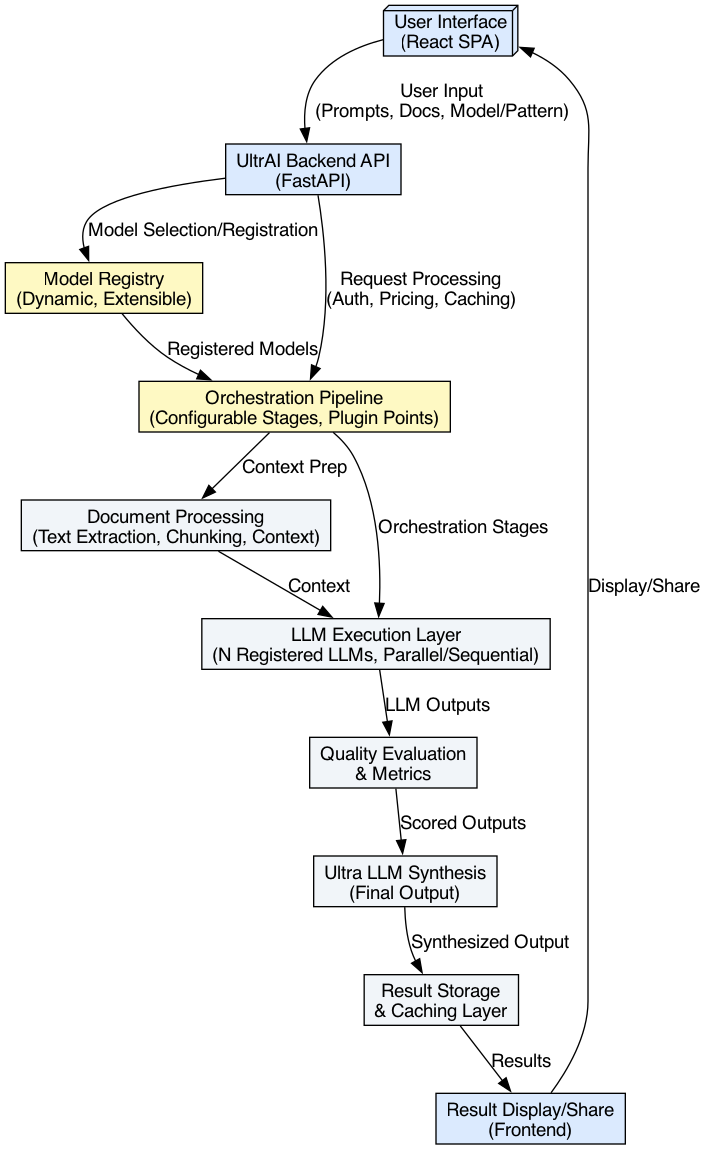 User Interface
(React SPA)
User Input
(Prompts, Docs, Model/Pattern)
UltrAI Backend API
(FastAPI)
Model Selection/Registration
Model Registry
(Dynamic, Extensible)
Request Processing
(Auth, Pricing, Caching)
Registered Models
Orchestration Pipeline
(Configurable Stages, Plugin Points)
Context Prep
Document Processing
(Text Extraction, Chunking, Context)
Orchestration Stages
Context
Display/Share
LLM Execution Layer
(N Registered LLMs, Parallel/Sequential)
LLM Outputs
Quality Evaluation
& Metrics
Scored Outputs
Ultra LLM Synthesis
(Final Output)
Synthesized Output
Result Storage
& Caching Layer
Results
Result Display/Share
(Frontend)